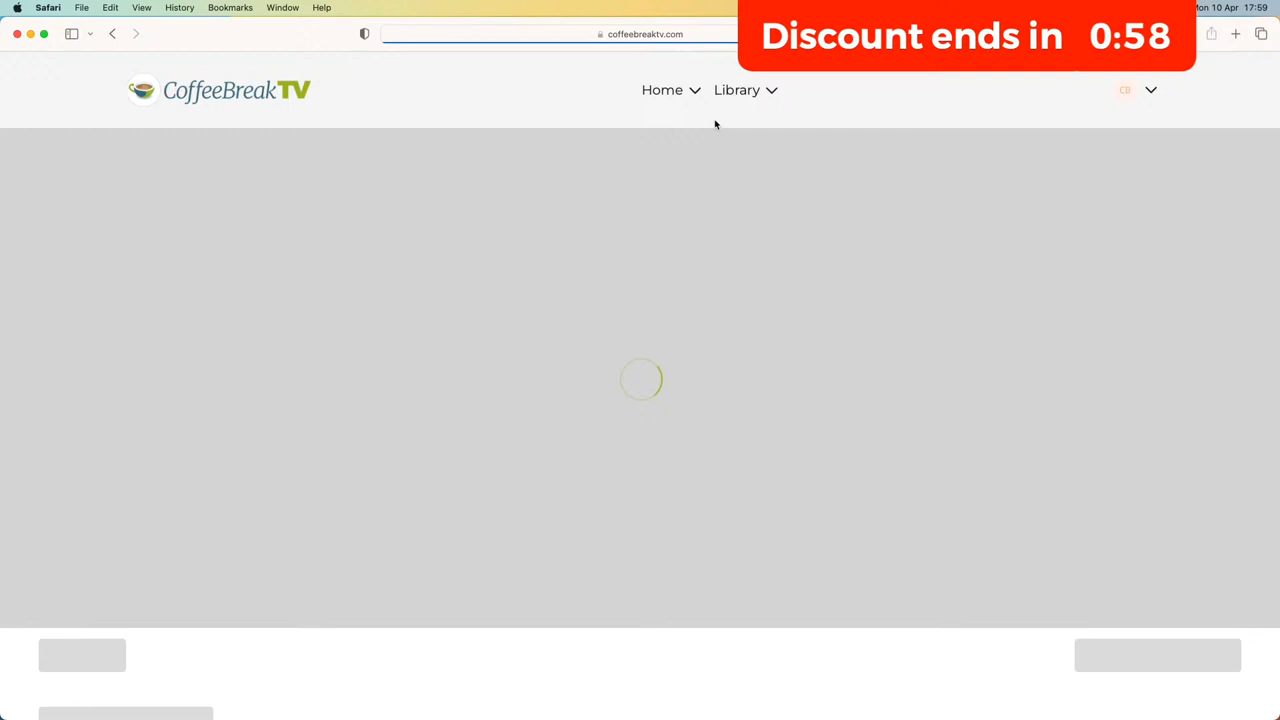 Safari File Edit View History Bookmarks Window Help
Mon 10 Apr 17:59
coffeebreaktv.com
Discount ends in 0:58
CoffeeBreakTV
Home Library
CD